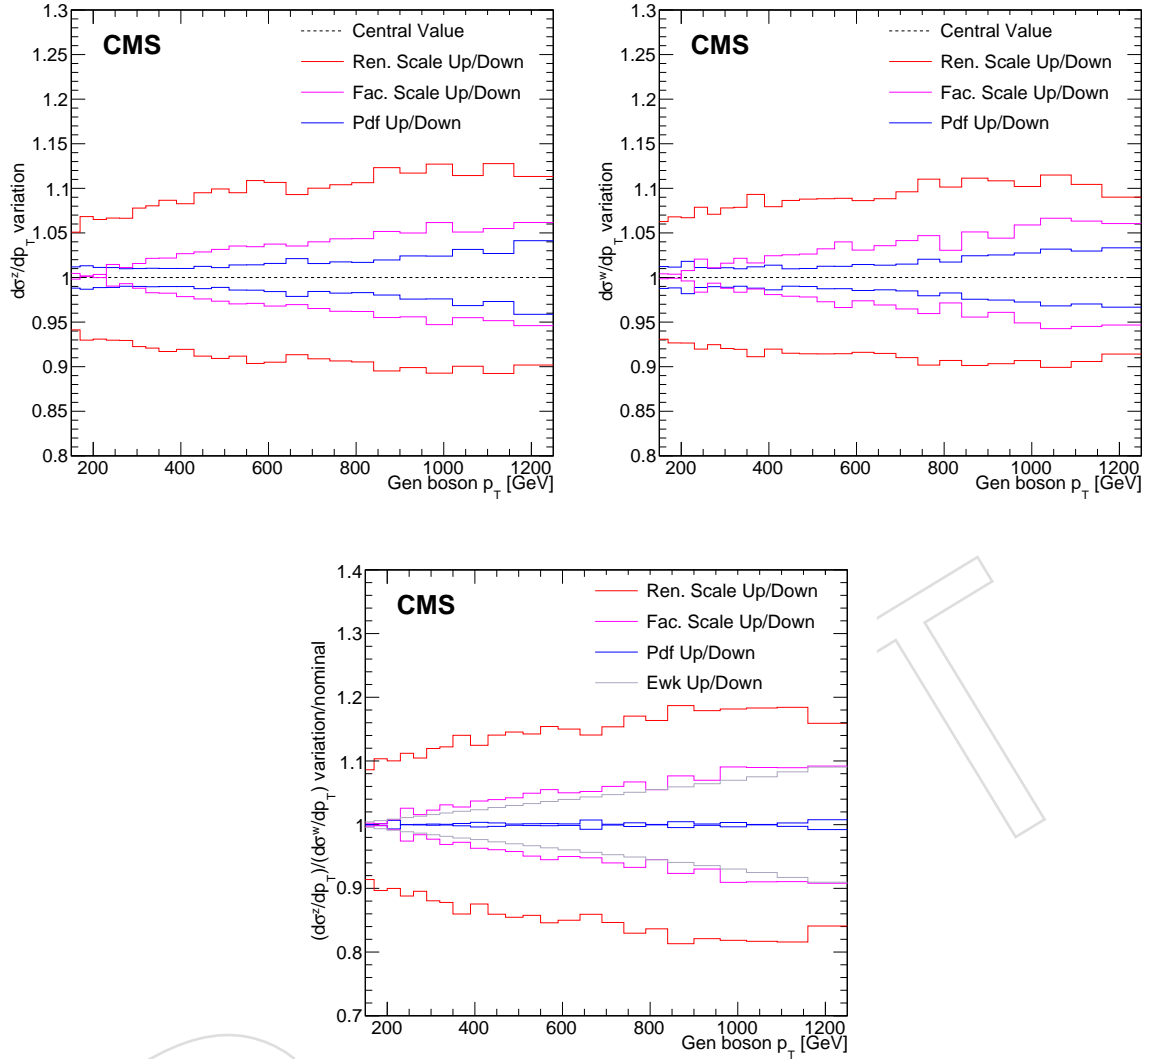 CMS
Central Value
Ren. Scale Up/Down
Fac. Scale Up/Down
Pdf Up/Down
dσᶻ/dp_T variation
1.3
1.25
1.2
1.15
1.1
1.05
1
0.95
0.9
0.85
0.8
200 400 600 800 1000 1200
Gen boson p_T [GeV]
CMS
Central Value
Ren. Scale Up/Down
Fac. Scale Up/Down
Pdf Up/Down
dσʷ/dp_T variation
1.3
1.25
1.2
1.15
1.1
1.05
1
0.95
0.9
0.85
0.8
200 400 600 800 1000 1200
Gen boson p_T [GeV]
CMS
Ren. Scale Up/Down
Fac. Scale Up/Down
Pdf Up/Down
Ewk Up/Down
(dσᶻ/dp_T)/(dσʷ/dp_T) variation/nominal
1.4
1.3
1.2
1.1
1
0.9
0.8
0.7
200 400 600 800 1000 1200
Gen boson p_T [GeV]
T